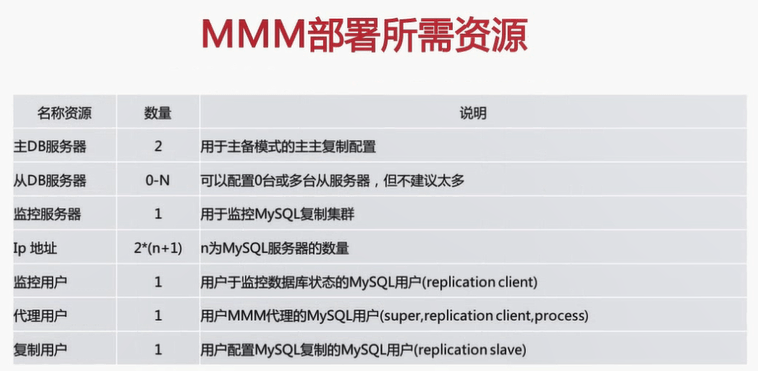 MMM部署所需资源
名称资源 数量 说明
主DB服务器 2 用于主备模式的主主复制配置
从DB服务器 0-N 可以配置0台或多台从服务器，但不建议太多
监控服务器 1 用于监控MySQL复制集群
Ip 地址 2*(n+1) n为MySQL服务器的数量
监控用户 1 用户于监控数据库状态的MySQL用户(replication client)
代理用户 1 用户MMM代理的MySQL用户(super,replication client,process)
复制用户 1 用户配置MySQL复制的MySQL用户(replication slave)